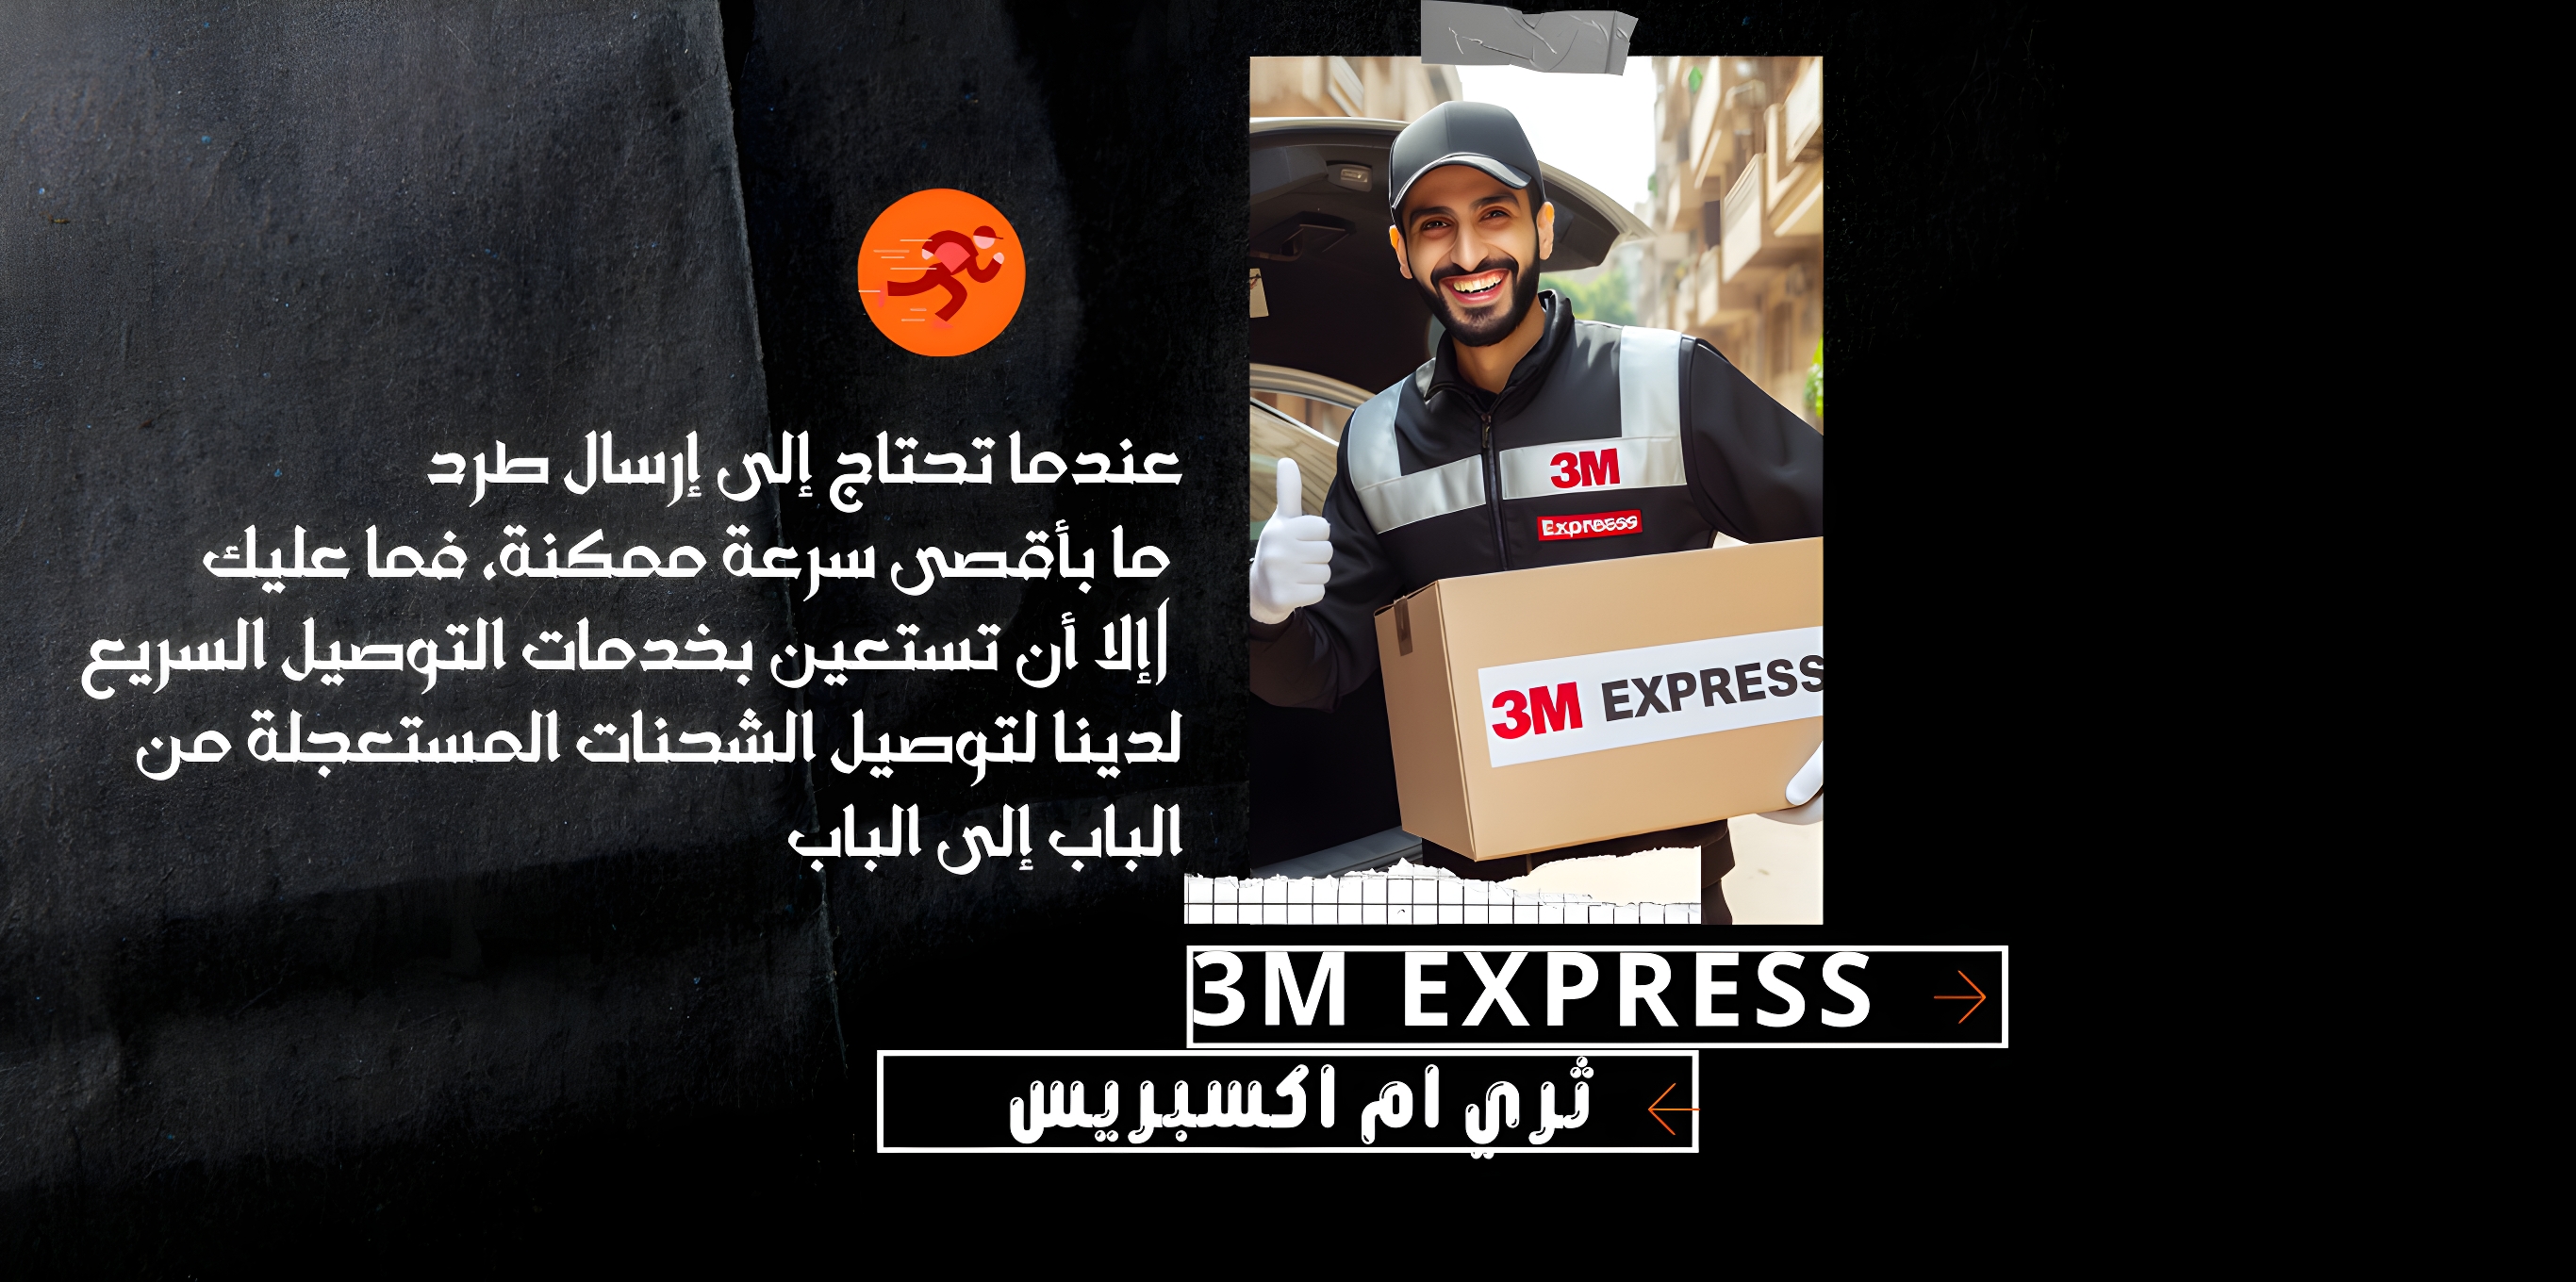 عندما تحتاج إلى إرسال طرد
ما بأقصى سرعة ممكنة، فما عليك
إلا أن تستعين بخدمات التوصيل السريع
لدينا لتوصيل الشحنات المستعجلة من
الباب إلى الباب
3M
Expreess
3M EXPRESS
3M EXPRESS
ثري ام اكسبريس